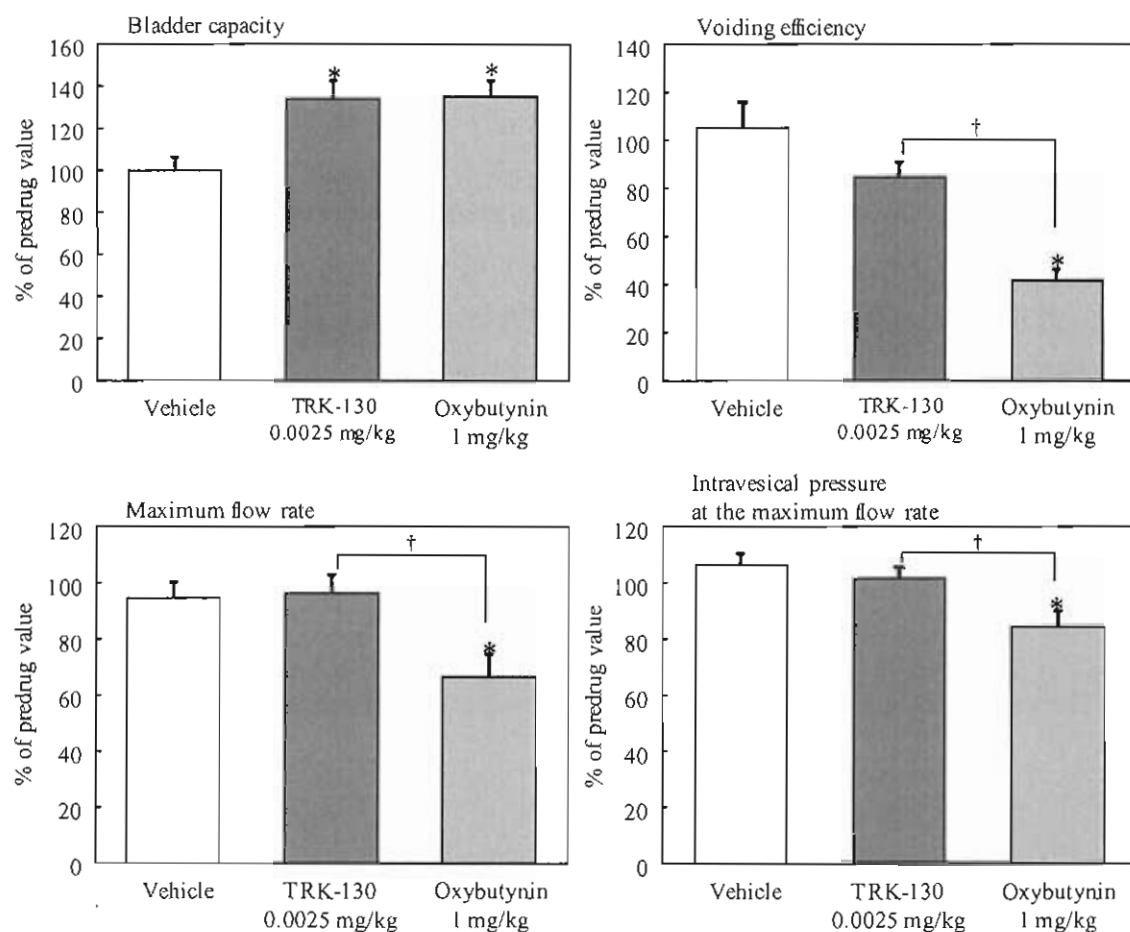 Bladder capacity
% of predrug value
160
140
120
100
80
60
40
20
0
*
*
Vehicle
TRK-130
0.0025 mg/kg
Oxybutynin
1 mg/kg
Voiding efficiency
% of predrug value
140
120
100
80
60
40
20
0
†
*
Vehicle
TRK-130
0.0025 mg/kg
Oxybutynin
1 mg/kg
Maximum flow rate
% of predrug value
120
100
80
60
40
20
0
†
*
Vehicle
TRK-130
0.0025 mg/kg
Oxybutynin
1 mg/kg
Intravesical pressure
at the maximum flow rate
% of predrug value
120
100
80
60
40
20
0
†
*
Vehicle
TRK-130
0.0025 mg/kg
Oxybutynin
1 mg/kg